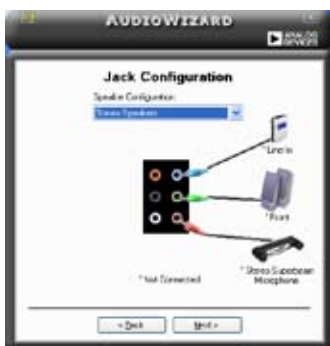 AUDIOWIZARD
ANALOG
DEVICES
Jack Configuration
Speaker Configuration:
Stereo Speakers
*Line In
*Front
*Stereo Superbeam
Microphone
*Not Connected
< Back
Next >